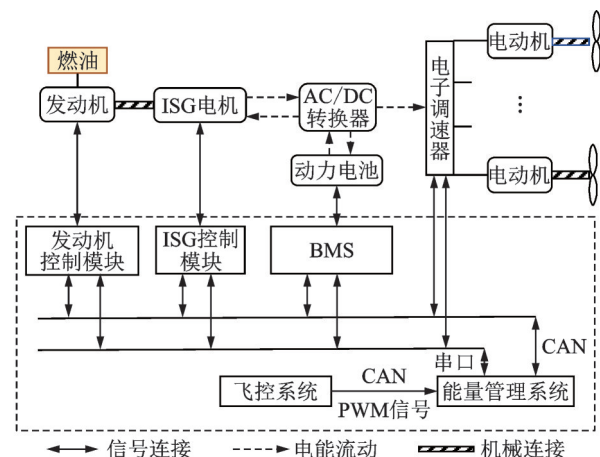 燃油
发动机
ISG电机
AC/DC
转换器
动力电池
电子调速器
电动机
⋮
电动机
发动机
控制模块
ISG控制
模块
BMS
串口
CAN
飞控系统
CAN
PWM信号
能量管理系统
信号连接
电能流动
机械连接